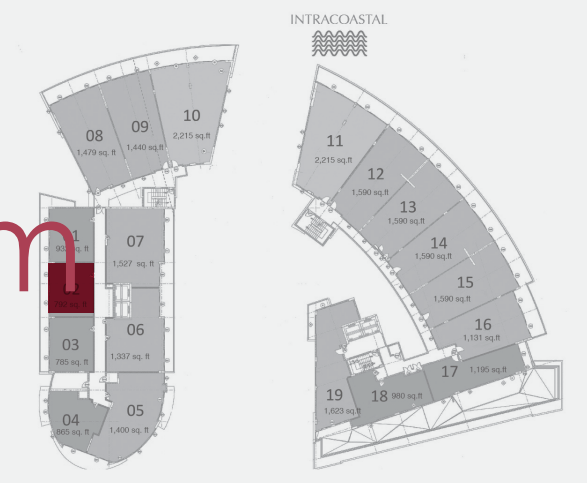 INTRACOASTAL
10
2,215 sq.ft
09
1,440 sq. ft
08
1,479 sq. ft
11
2,215sq.ft
12
1,590 sq.ft
13
1,590 sq.ft
14
1,590 sq.ft
15
1,590 sq.ft
16
1,131 sq.ft
17 1,195 sq.ft
18 980 sq.ft
19
1,623 sq.ft
m
07
1,527 sq. ft
06
1,337 sq. ft
03
785 sq. ft
04
865 sq. ft
05
1,400 sq. ft